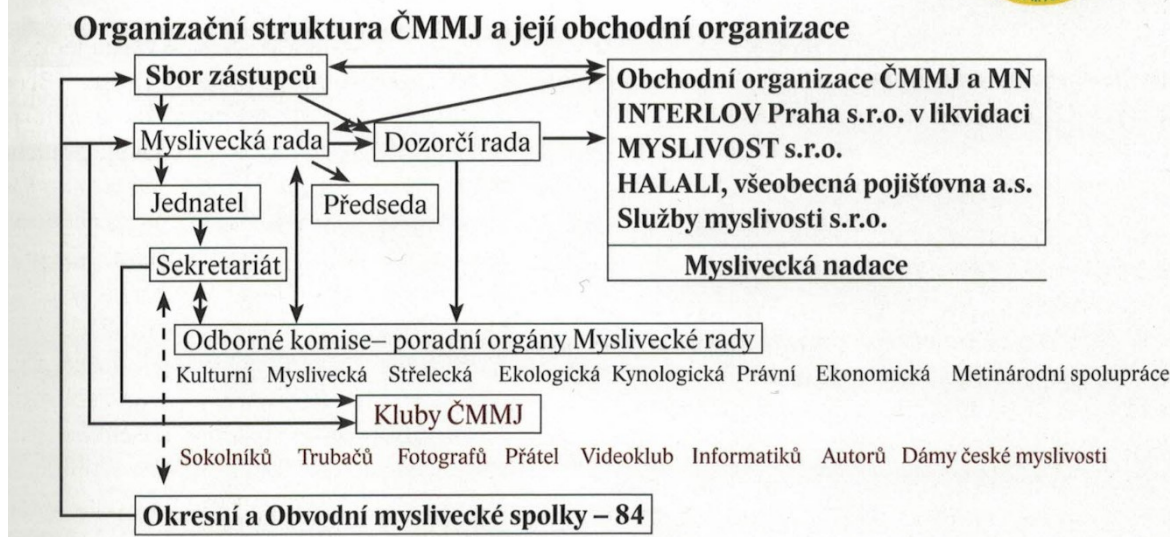 Organizační struktura ČMMJ a její obchodní organizace
Sbor zástupců
Obchodní organizace ČMMJ a MN
INTERLOV Praha s.r.o. v likvidaci
MYSLIVOST s.r.o.
HALALI, všeobecná pojišťovna a.s.
Služby myslivosti s.r.o.
Myslivecká nadace
Myslivecká rada
Dozorčí rada
Jednatel
Předseda
Sekretariát
Odborné komise– poradní orgány Myslivecké rady
Kulturní Myslivecká Střelecká Ekologická Kynologická Právní Ekonomická Metinárodní spolupráce
Kluby ČMMJ
Sokolníků Trubačů Fotografů Přátel Videoklub Informatiků Autorů Dámy české myslivosti
Okresní a Obvodní myslivecké spolky – 84